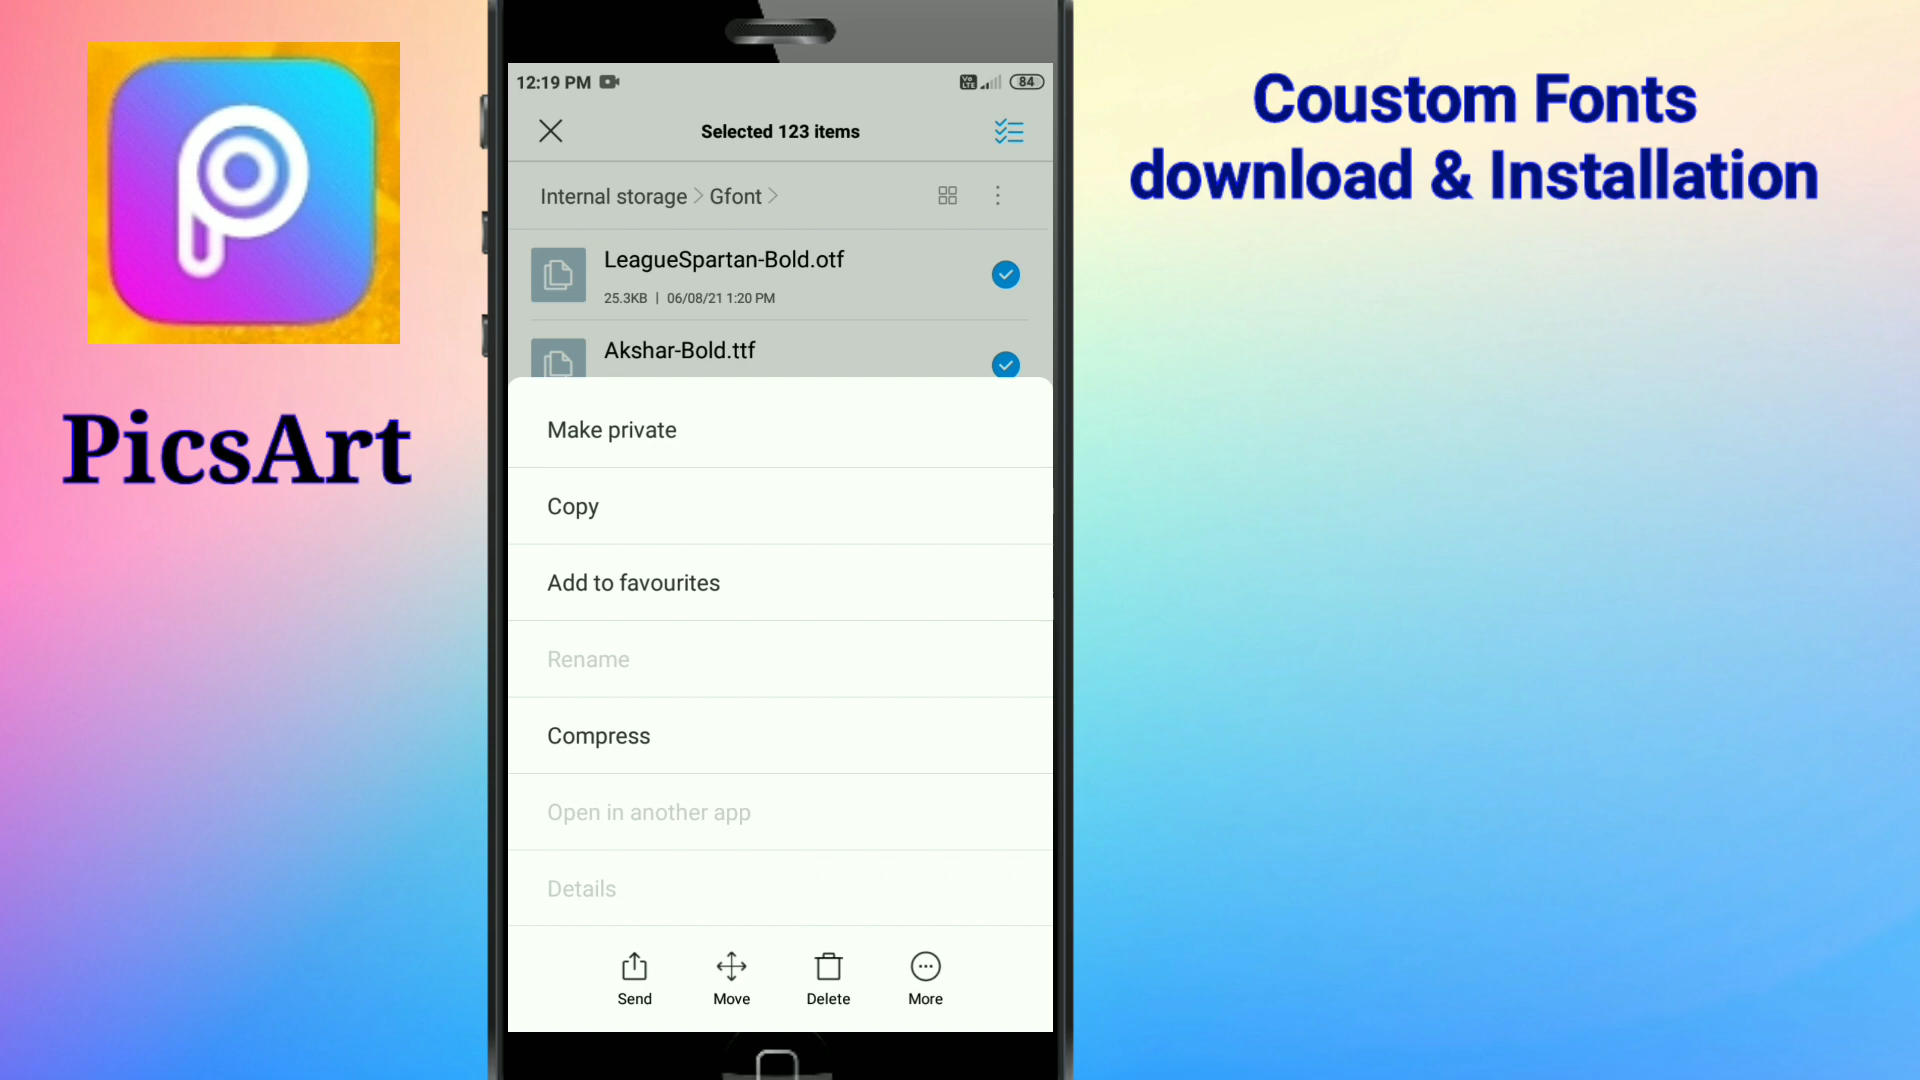 PicsArt
12:19 PM
Vo LTE
84
Selected 123 items
Internal storage > Gfont >
LeagueSpartan-Bold.otf
25.3KB | 06/08/21 1:20 PM
Akshar-Bold.ttf
Make private
Copy
Add to favourites
Rename
Compress
Open in another app
Details
Send Move Delete More
Coustom Fonts
download & Installation